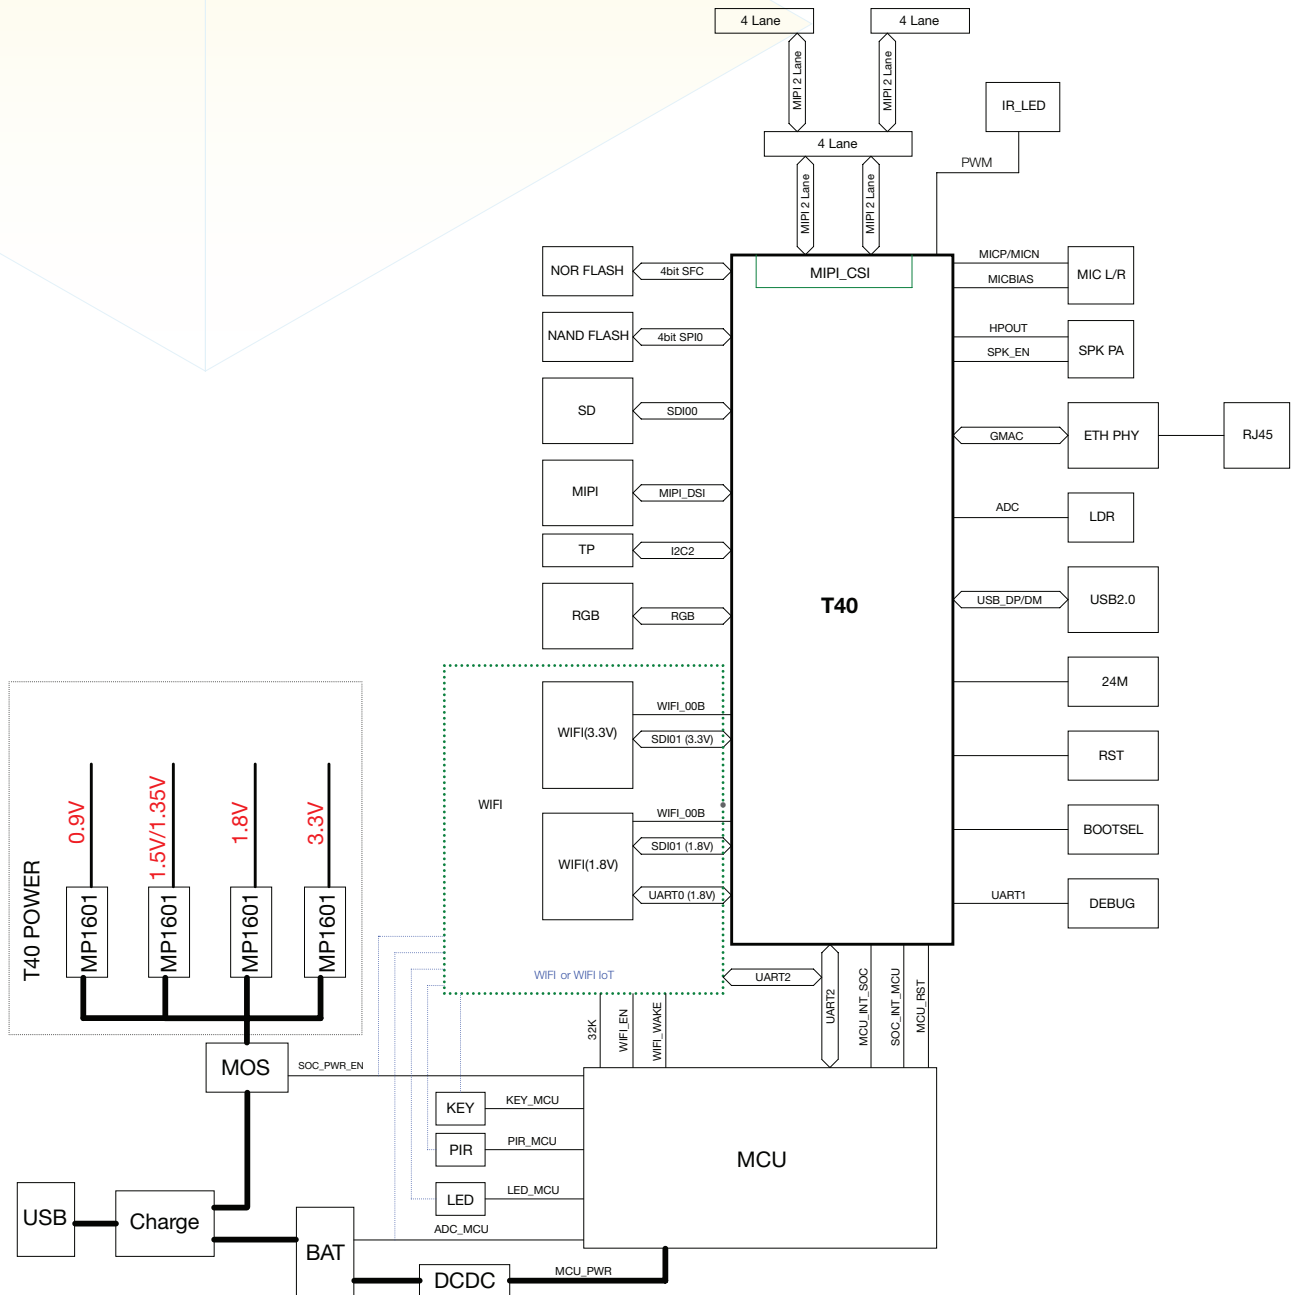 4 Lane
4 Lane
MIPI 2 Lane
MIPI 2 Lane
4 Lane
MIPI 2 Lane
MIPI 2 Lane
IR_LED
PWM
NOR FLASH
4bit SFC
MIPI_CSI
MICP/MICN
MICBIAS
MIC L/R
NAND FLASH
4bit SPI0
HPOUT
SPK_EN
SPK PA
SD
SDI00
GMAC
ETH PHY
RJ45
MIPI
MIPI_DSI
ADC
LDR
TP
I2C2
RGB
RGB
T40
USB_DP/DM
USB2.0
24M
WIFI(3.3V)
WIFI_00B
SDI01 (3.3V)
RST
WIFI
WIFI(1.8V)
WIFI_00B
SDI01 (1.8V)
UART0 (1.8V)
BOOTSEL
UART1
DEBUG
WIFI or WIFI IoT
UART2
UART2
MCU_INT_SOC
SOC_INT_MCU
MCU_RST
32K
WIFI_EN
WIFI_WAKE
T40 POWER
0.9V
1.5V/1.35V
1.8V
3.3V
MP1601
MP1601
MP1601
MP1601
MOS
SOC_PWR_EN
KEY
KEY_MCU
PIR
PIR_MCU
LED
LED_MCU
MCU
USB
Charge
BAT
ADC_MCU
DCDC
MCU_PWR